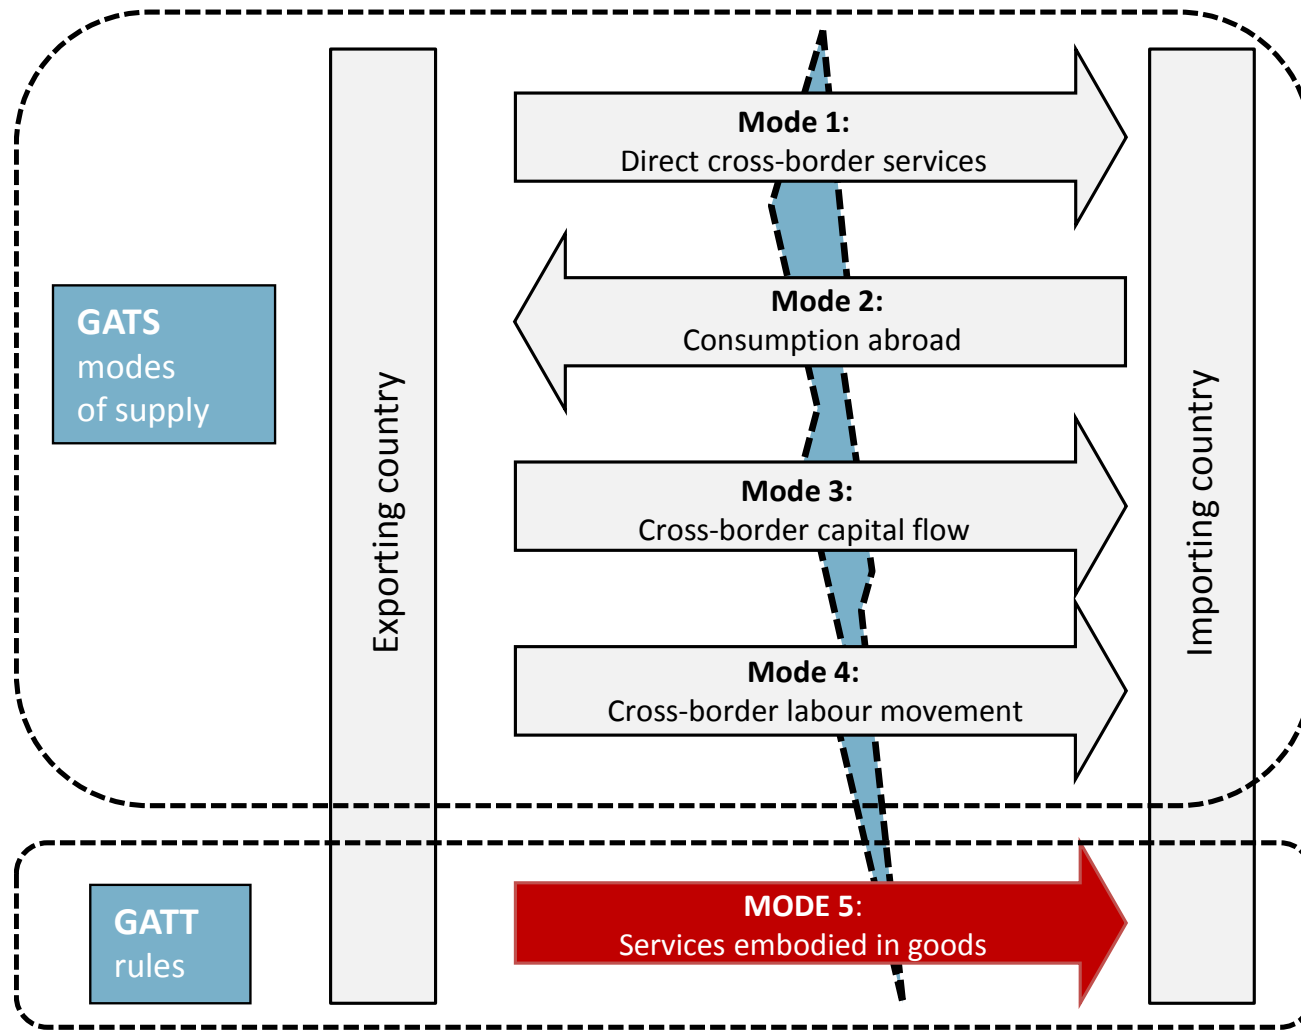 Mode 1:
Direct cross-border services
Mode 2:
Consumption abroad
GATS
modes
of supply
Exporting country
Importing country
Mode 3:
Cross-border capital flow
Mode 4:
Cross-border labour movement
GATT
rules
MODE 5:
Services embodied in goods